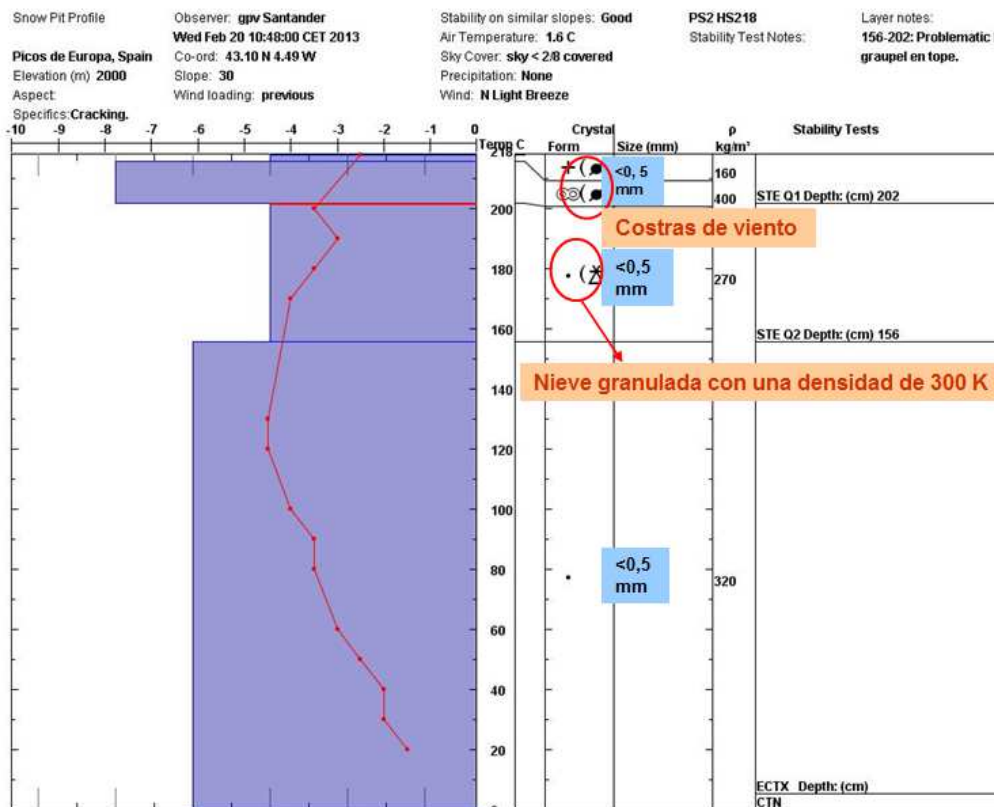 Snow Pit Profile
Observer: gpv Santander
Stability on similar slopes: Good
PS2 HS218
Layer notes:
Wed Feb 20 10:48:00 CET 2013
Air Temperature: 1.6 C
Stability Test Notes:
156-202: Problematic
Picos de Europa, Spain
Co-ord: 43.10 N 4.49 W
Sky Cover: sky < 2/8 covered
graupel en tope.
Elevation (m) 2000
Slope: 30
Precipitation: None
Aspect:
Wind loading: previous
Wind: N Light Breeze
Specifics:Cracking.
-10 -9 -8 -7 -6 -5 -4 -3 -2 -1 0
Temp C
Crystal
Form Size (mm)
ρ
kg/m³
Stability Tests
218
<0, 5
mm
160
400
STE Q1 Depth: (cm) 202
200
Costras de viento
<0,5
mm
180
270
160
STE Q2 Depth: (cm) 156
140
Nieve granulada con una densidad de 300 K
120
100
<0,5
mm
80
320
60
40
20
ECTX Depth: (cm)
CTN